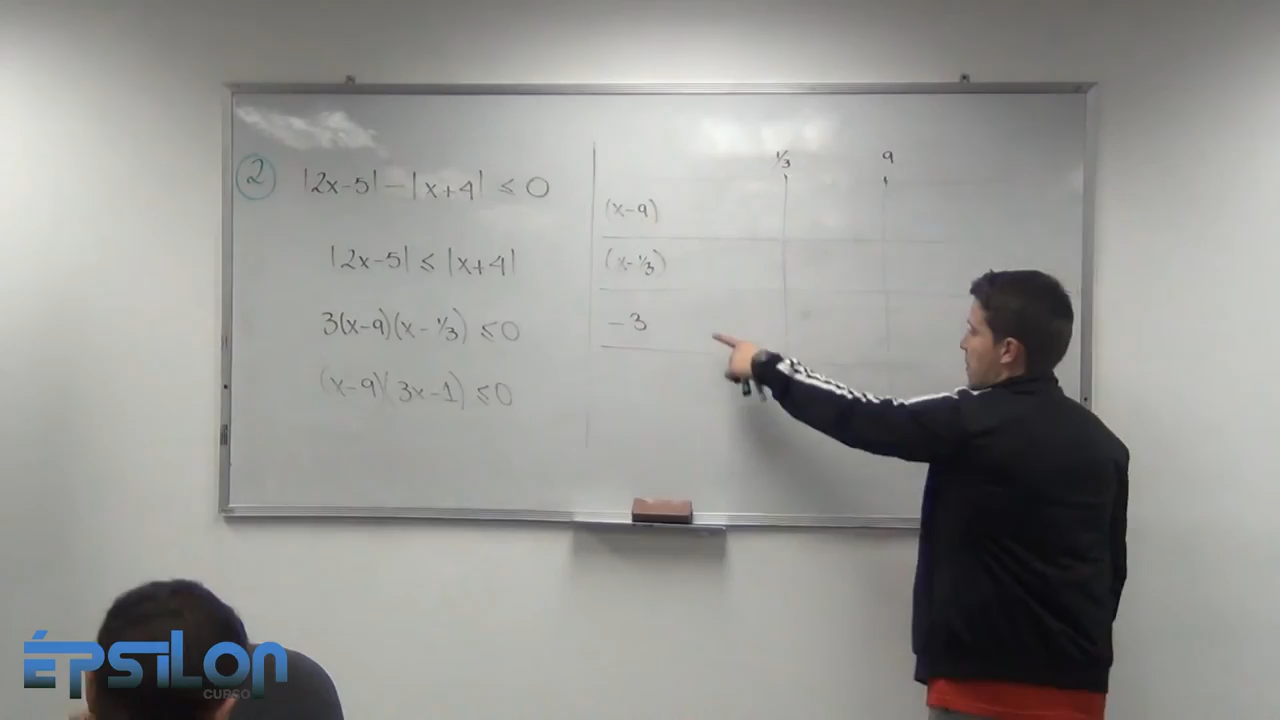 2
|2x-5| - |x+4| ≤ 0
|2x-5| ≤ |x+4|
3(x-9)(x-1/3) ≤ 0
(x-9)(3x-1) ≤ 0
1/3 9
(x-9)
(x-1/3)
-3
ÉPSILON
CURSO